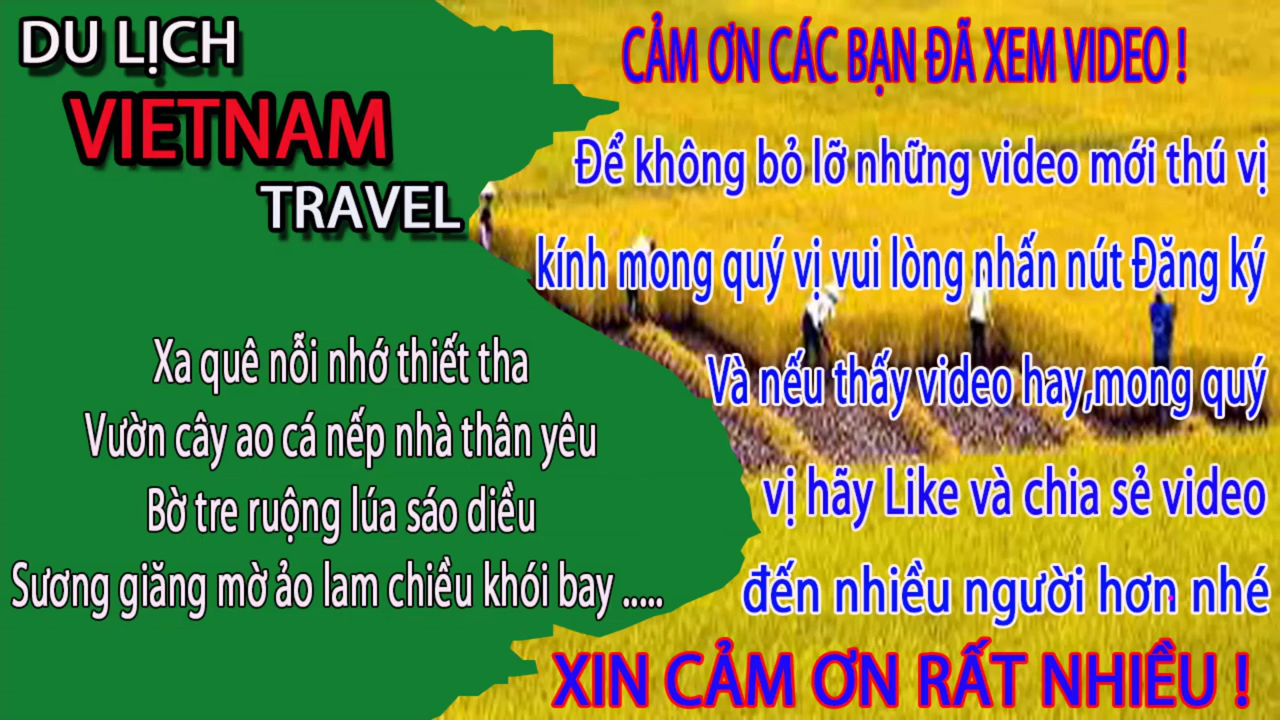 DU LỊCH
VIETNAM
TRAVEL
Xa quê nỗi nhớ thiết tha
Vườn cây ao cá nếp nhà thân yêu
Bờ tre ruộng lúa sáo diều
Sương giăng mờ ảo lam chiều khói bay .....
CẢM ƠN CÁC BẠN ĐÃ XEM VIDEO !
Để không bỏ lỡ những video mới thú vị
kính mong quý vị vui lòng nhấn nút Đăng ký
Và nếu thấy video hay,mong quý
vị hãy Like và chia sẻ video
đến nhiều người hơn nhé
XIN CẢM ƠN RẤT NHIỀU !